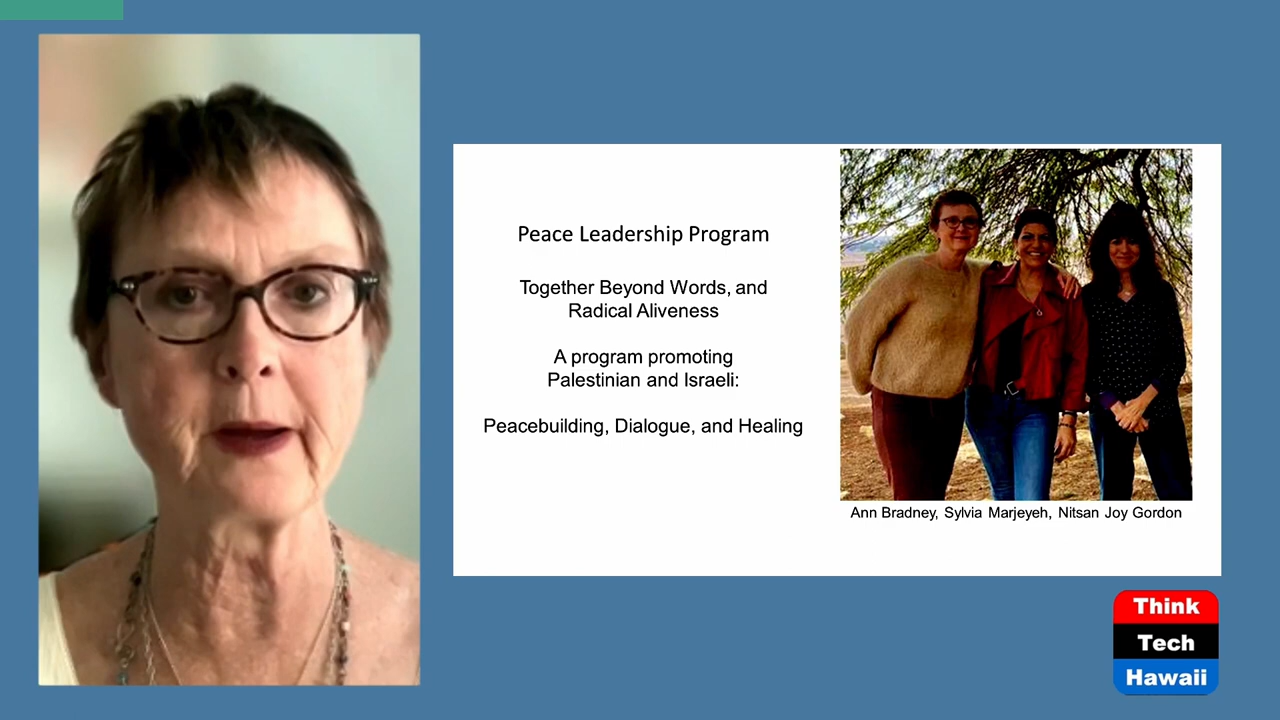 Peace Leadership Program
Together Beyond Words, and
Radical Aliveness
A program promoting
Palestinian and Israeli:
Peacebuilding, Dialogue, and Healing
Ann Bradney, Sylvia Marjeyeh, Nitsan Joy Gordon
Think
Tech
Hawaii